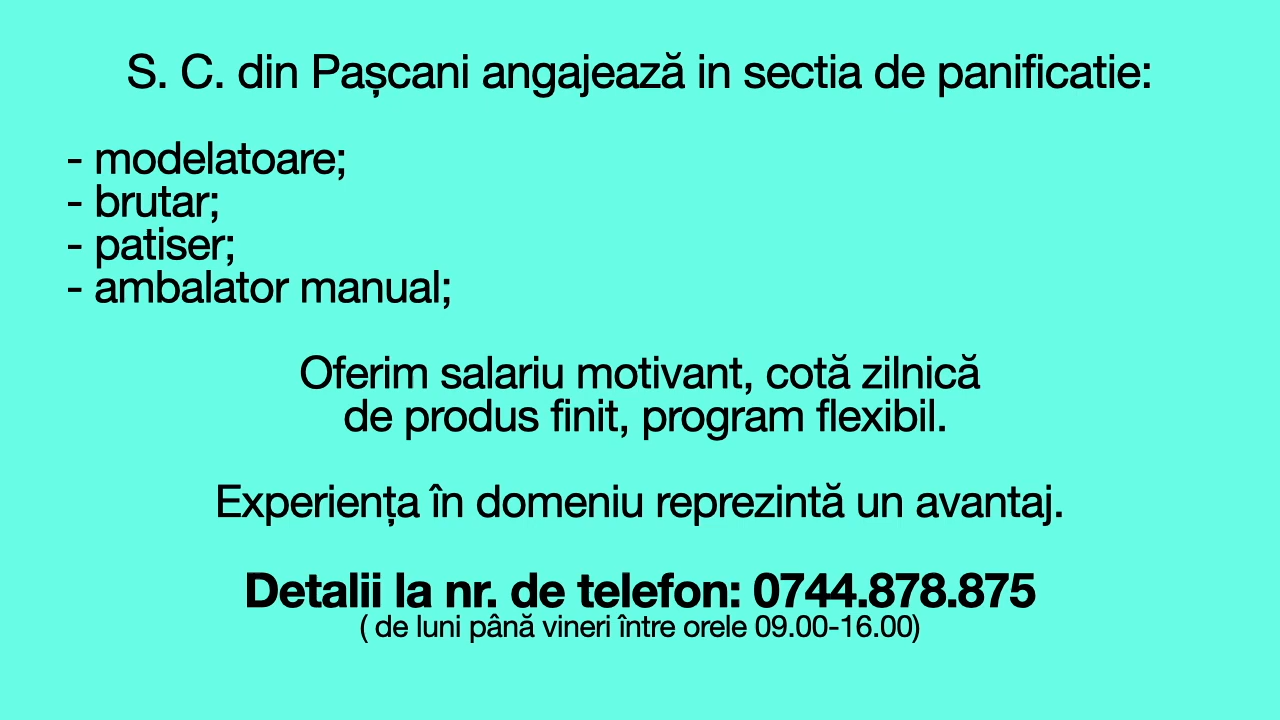 S. C. din Pașcani angajează in sectia de panificatie:
- modelatoare;
- brutar;
- patiser;
- ambalator manual;
Oferim salariu motivant, cotă zilnică
de produs finit, program flexibil.
Experiența în domeniu reprezintă un avantaj.
Detalii la nr. de telefon: 0744.878.875
( de luni până vineri între orele 09.00-16.00)